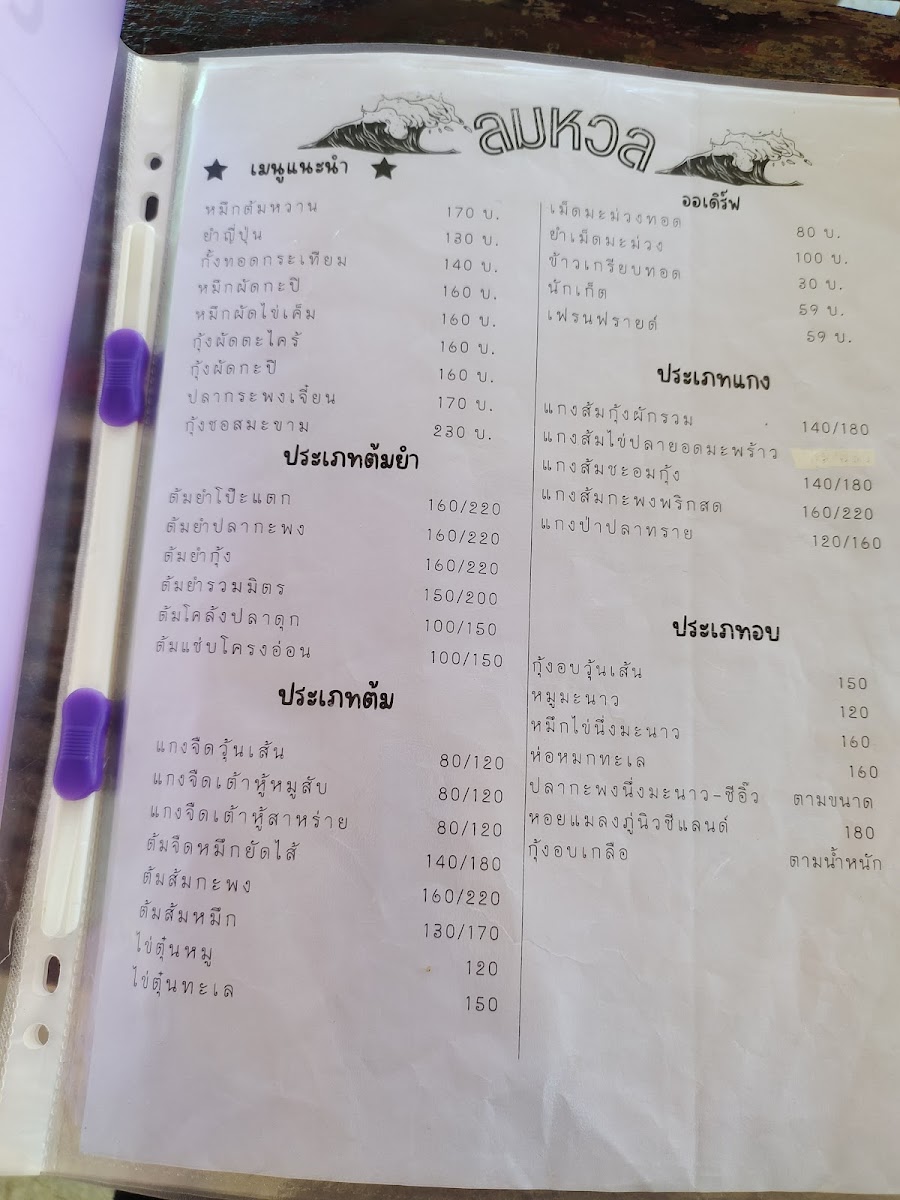 ลมหวล
เมนูแนะนำ
หมึกต้มหวาน 170 บ.
ยำญี่ปุ่น 130 บ.
กั้งทอดกระเทียม 140 บ.
หมึกผัดกะปิ 160 บ.
หมึกผัดไข่เค็ม 160 บ.
กุ้งผัดตะไคร้ 160 บ.
กุ้งผัดกะปิ 160 บ.
ปลากระพงเจี๋ยน 170 บ.
กุ้งซอสมะขาม 230 บ.
ประเภทต้มยำ
ต้มยำโป๊ะแตก 160/220
ต้มยำปลากะพง 160/220
ต้มยำกุ้ง 160/220
ต้มยำรวมมิตร 150/200
ต้มโคล้งปลาดุก 100/150
ต้มแซ่บโครงอ่อน 100/150
ประเภทต้ม
แกงจืดวุ้นเส้น 80/120
แกงจืดเต้าหู้หมูสับ 80/120
แกงจืดเต้าหู้สาหร่าย 80/120
ต้มจืดหมึกยัดไส้ 140/180
ต้มส้มกะพง 160/220
ต้มส้มหมึก 130/170
ไข่ตุ๋นหมู 120
ไข่ตุ๋นทะเล 150
ออเดิร์ฟ
เม็ดมะม่วงทอด 80 บ.
ยำเม็ดมะม่วง 100 บ.
ข้าวเกรียบทอด 30 บ.
นักเก็ต 59 บ.
เฟรนฟรายด์ 59 บ.
ประเภทแกง
แกงส้มกุ้งผักรวม 140/180
แกงส้มไข่ปลายอดมะพร้าว
แกงส้มชะอมกุ้ง 140/180
แกงส้มกะพงพริกสด 160/220
แกงป่าปลาทราย 120/160
ประเภทอบ
กุ้งอบวุ้นเส้น 150
หมูมะนาว 120
หมึกไข่นึ่งมะนาว 160
ห่อหมกทะเล 160
ปลากะพงนึ่งมะนาว-ซีอิ๊ว ตามขนาด
หอยแมลงภู่นิวซีแลนด์ 180
กุ้งอบเกลือ ตามน้ำหนัก